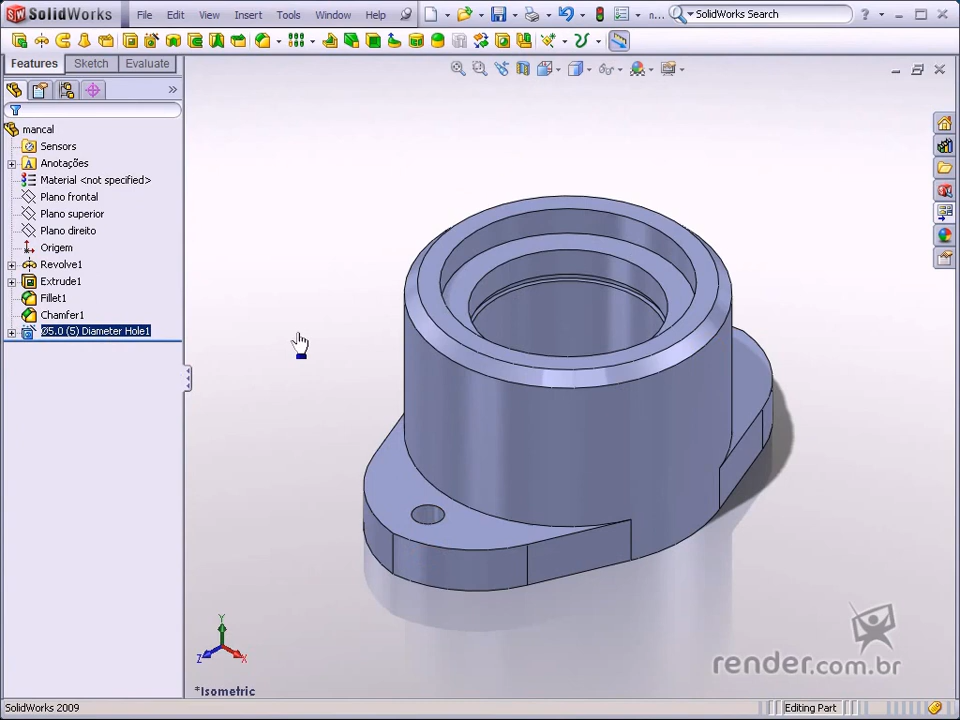 SolidWorks File Edit View Insert Tools Window Help n... SolidWorks Search
Features Sketch Evaluate
mancal
Sensors
Anotações
Material <not specified>
Plano frontal
Plano superior
Plano direito
Origem
Revolve1
Extrude1
Fillet1
Chamfer1
Ø5.0 (5) Diameter Hole1
Y
Z
X
*Isometric
render.com.br
SolidWorks 2009 Editing Part